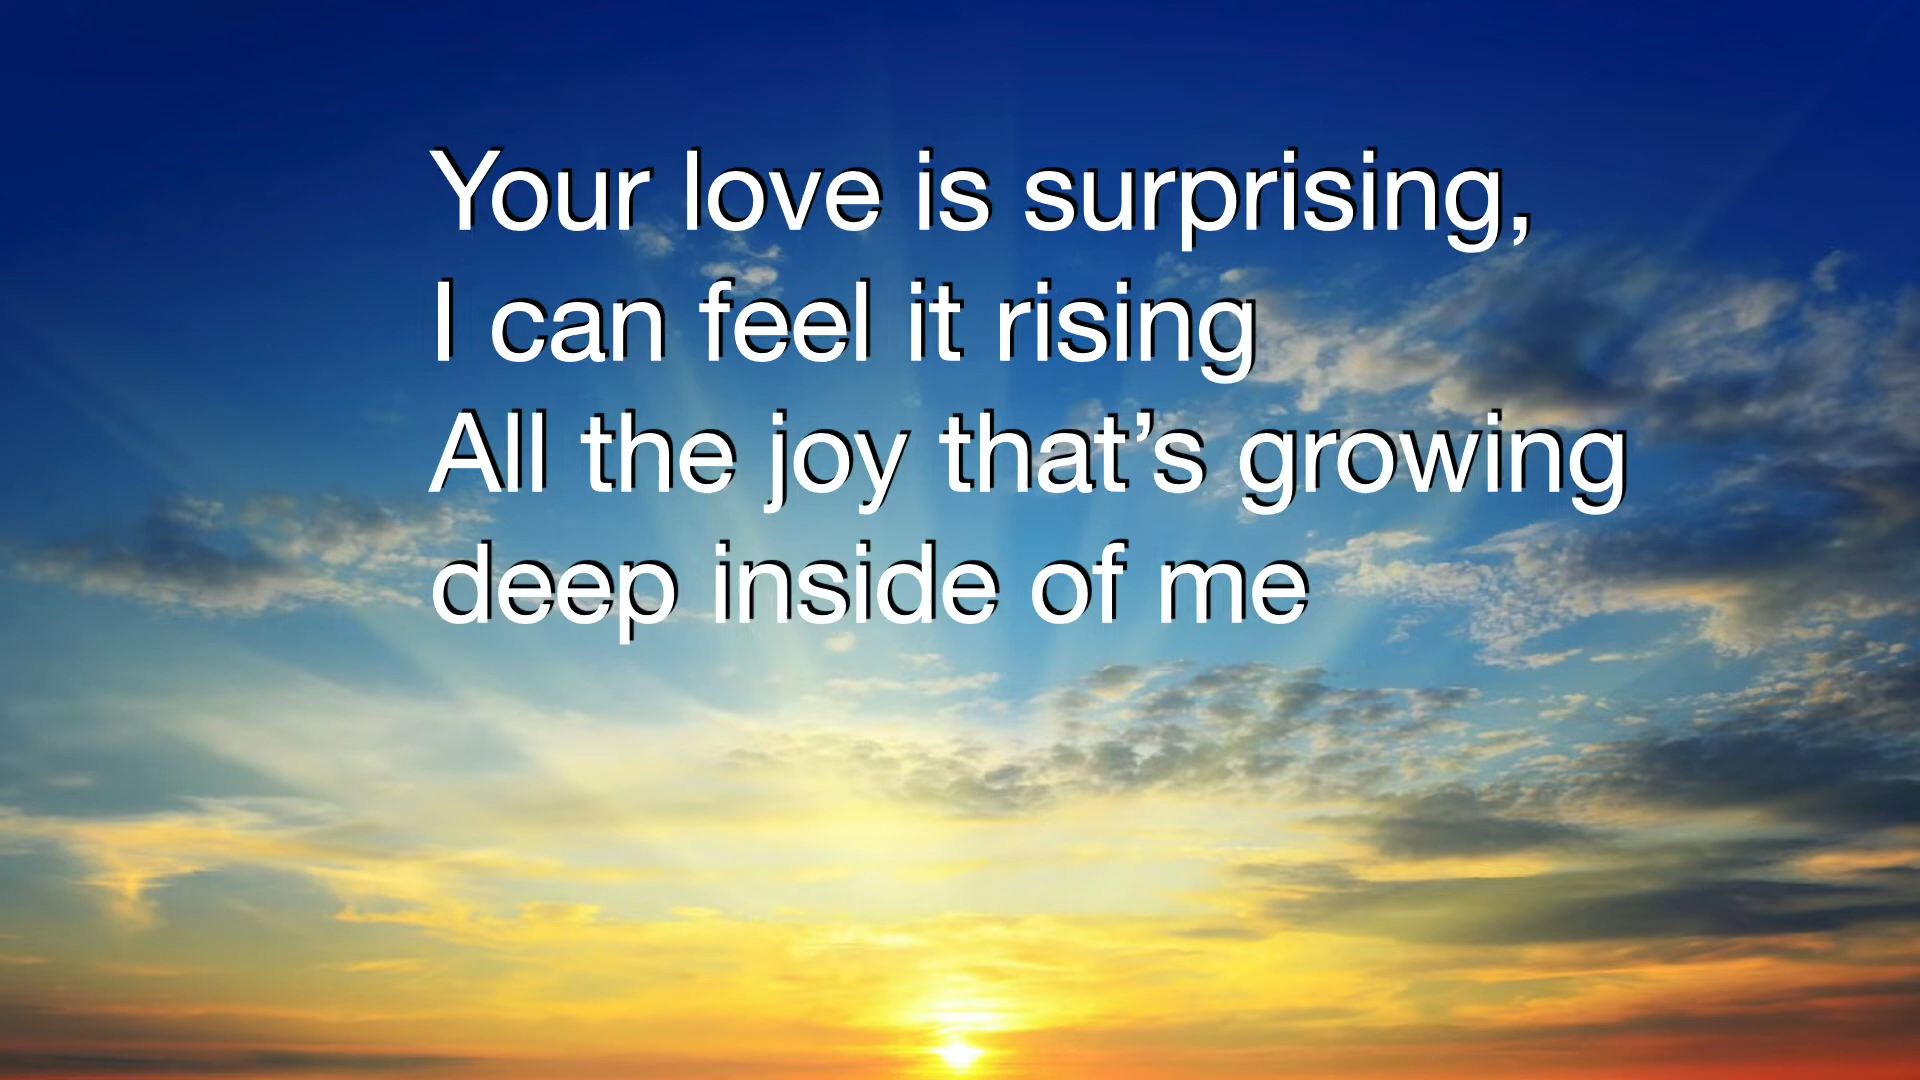 Your love is surprising,
I can feel it rising
All the joy that’s growing
deep inside of me